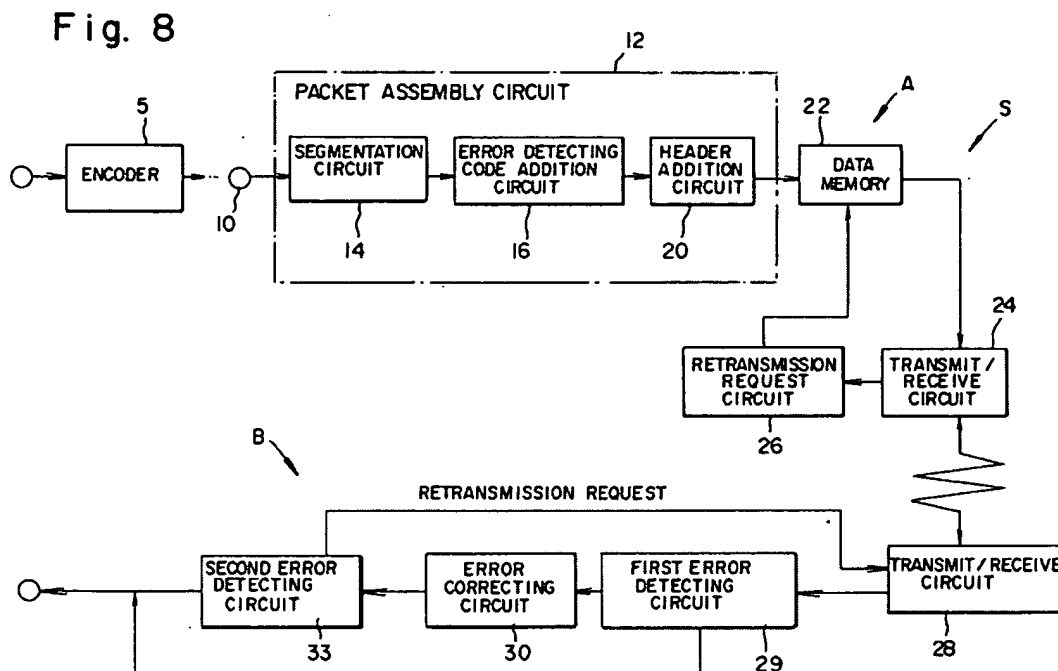 Fig. 8
12
PACKET ASSEMBLY CIRCUIT
A
S
5
22
ENCODER
SEGMENTATION
CIRCUIT
ERROR DETECTING
CODE ADDITION
CIRCUIT
HEADER
ADDITION
CIRCUIT
DATA
MEMORY
10
14
16
20
24
RETRANSMISSION
REQUEST
CIRCUIT
TRANSMIT/
RECEIVE
CIRCUIT
26
B
RETRANSMISSION REQUEST
SECOND ERROR
DETECTING
CIRCUIT
ERROR
CORRECTING
CIRCUIT
FIRST ERROR
DETECTING
CIRCUIT
TRANSMIT/RECEIVE
CIRCUIT
33
30
29
28